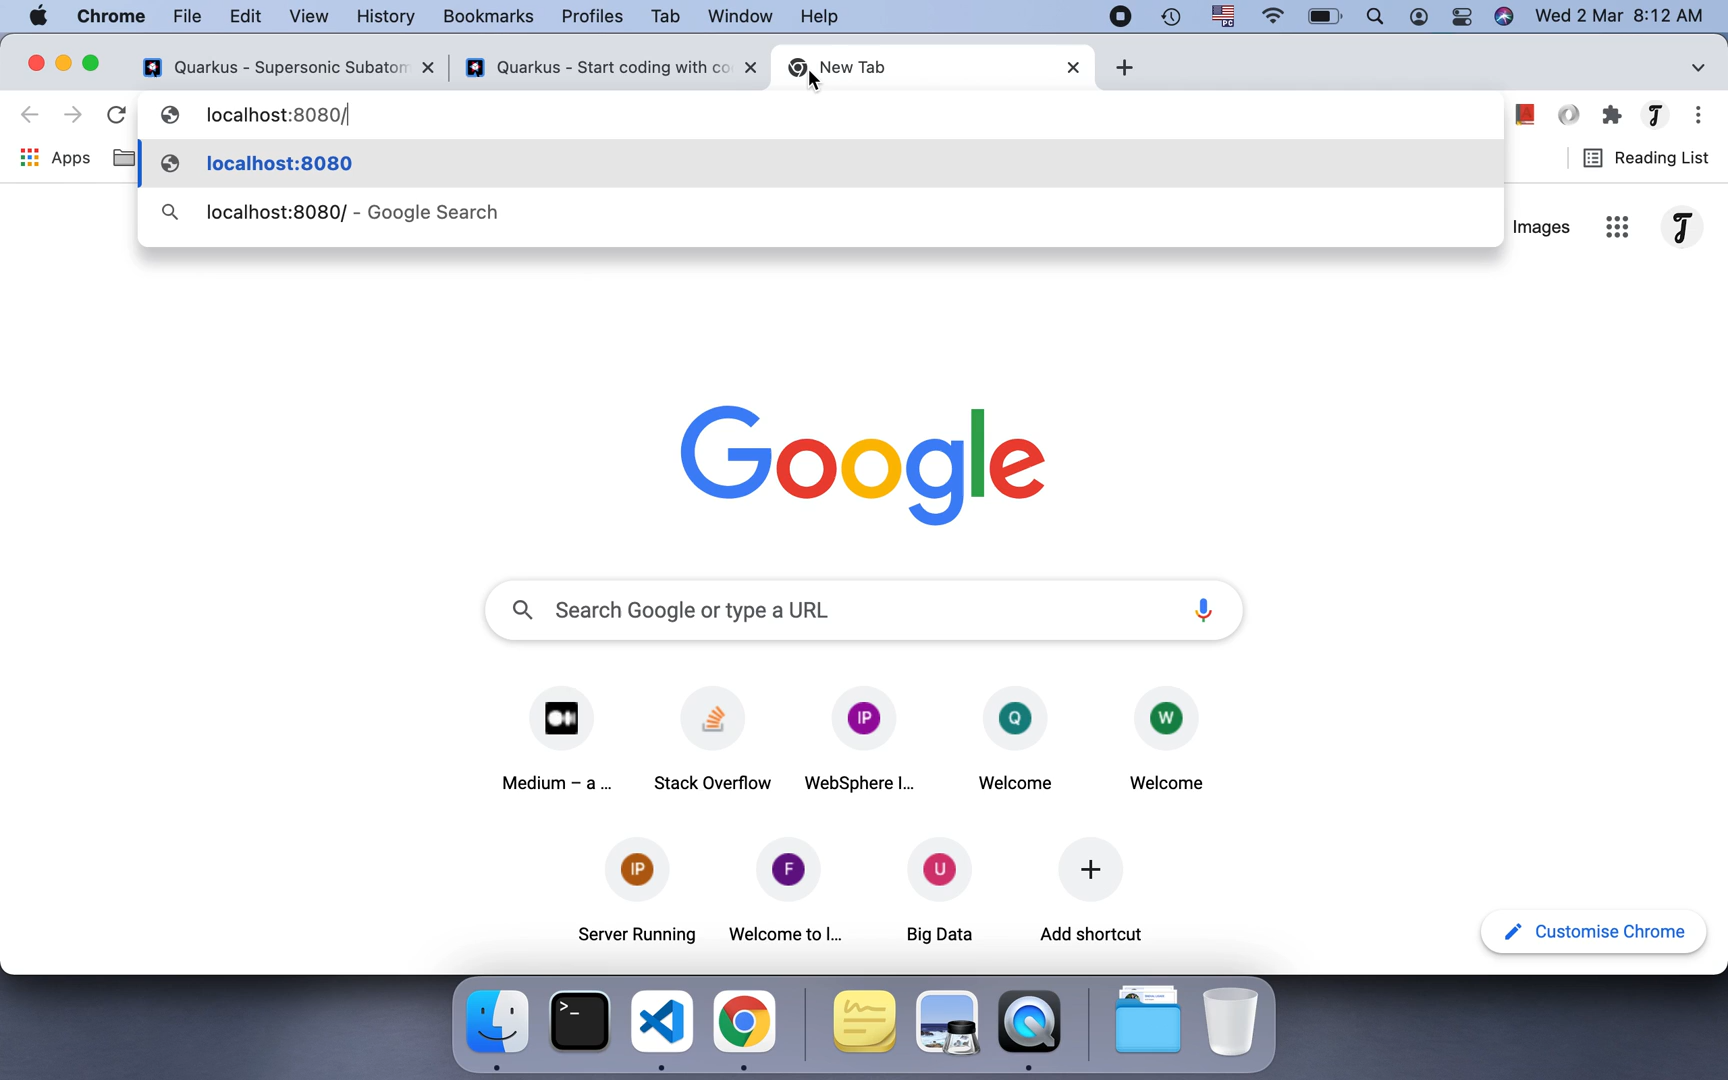 Chrome File Edit View History Bookmarks Profiles Tab Window Help Wed 2 Mar 8:12 AM
Quarkus - Supersonic Subatom Quarkus - Start coding with co New Tab
localhost:8080/
Apps localhost:8080 Reading List
localhost:8080/ - Google Search
Images
Google
Search Google or type a URL
IP Q W
Medium – a ... Stack Overflow WebSphere I... Welcome Welcome
IP F U
Server Running Welcome to I... Big Data Add shortcut
Customise Chrome